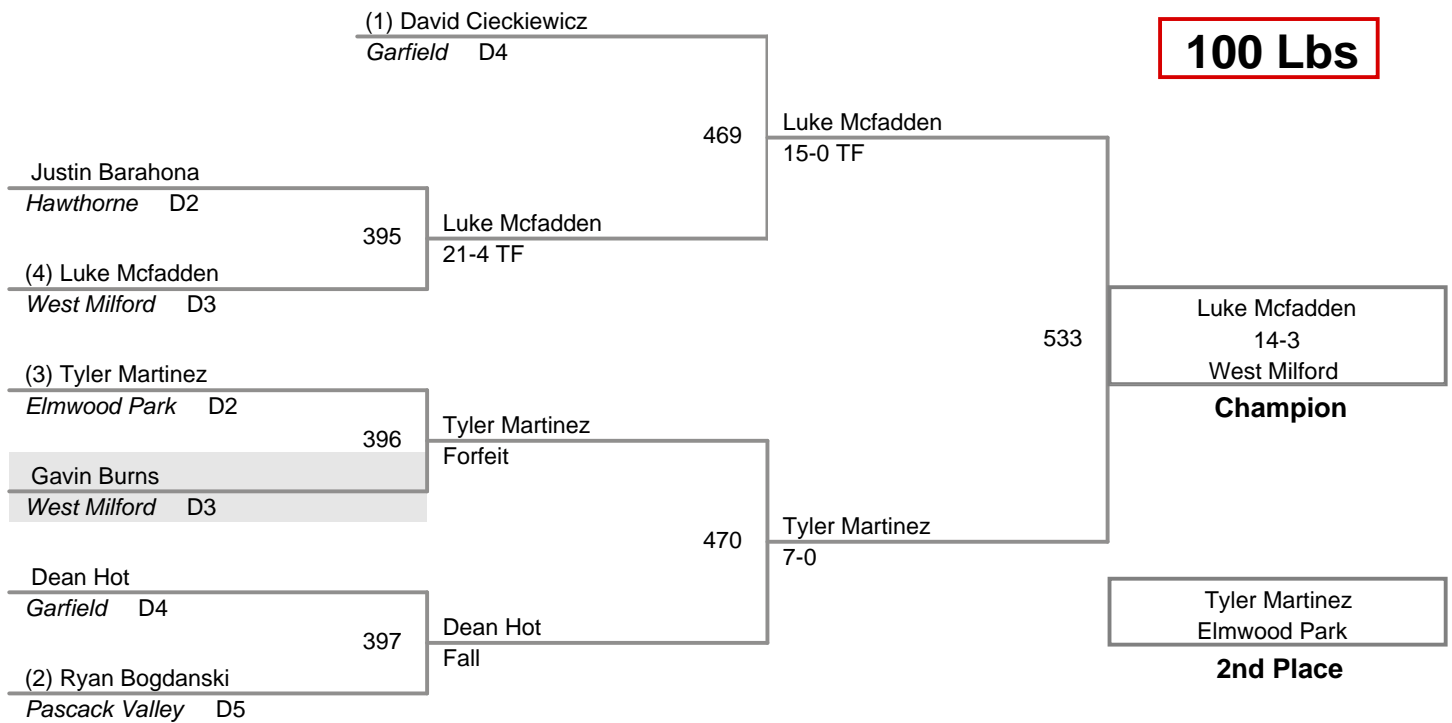 (1) David Cieckiewicz
Garfield D4
100 Lbs
469
Luke Mcfadden
15-0 TF
Justin Barahona
Hawthorne D2
395
Luke Mcfadden
21-4 TF
(4) Luke Mcfadden
West Milford D3
533
Luke Mcfadden
14-3
West Milford
Champion
(3) Tyler Martinez
Elmwood Park D2
396
Tyler Martinez
Forfeit
Gavin Burns
West Milford D3
470
Tyler Martinez
7-0
Dean Hot
Garfield D4
397
Dean Hot
Fall
(2) Ryan Bogdanski
Pascack Valley D5
Tyler Martinez
Elmwood Park
2nd Place